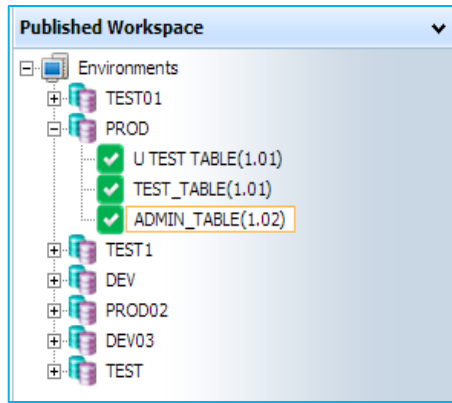 Published Workspace
Environments
TEST01
PROD
U TEST TABLE(1.01)
TEST_TABLE(1.01)
ADMIN_TABLE(1.02)
TEST1
DEV
PROD02
DEV03
TEST